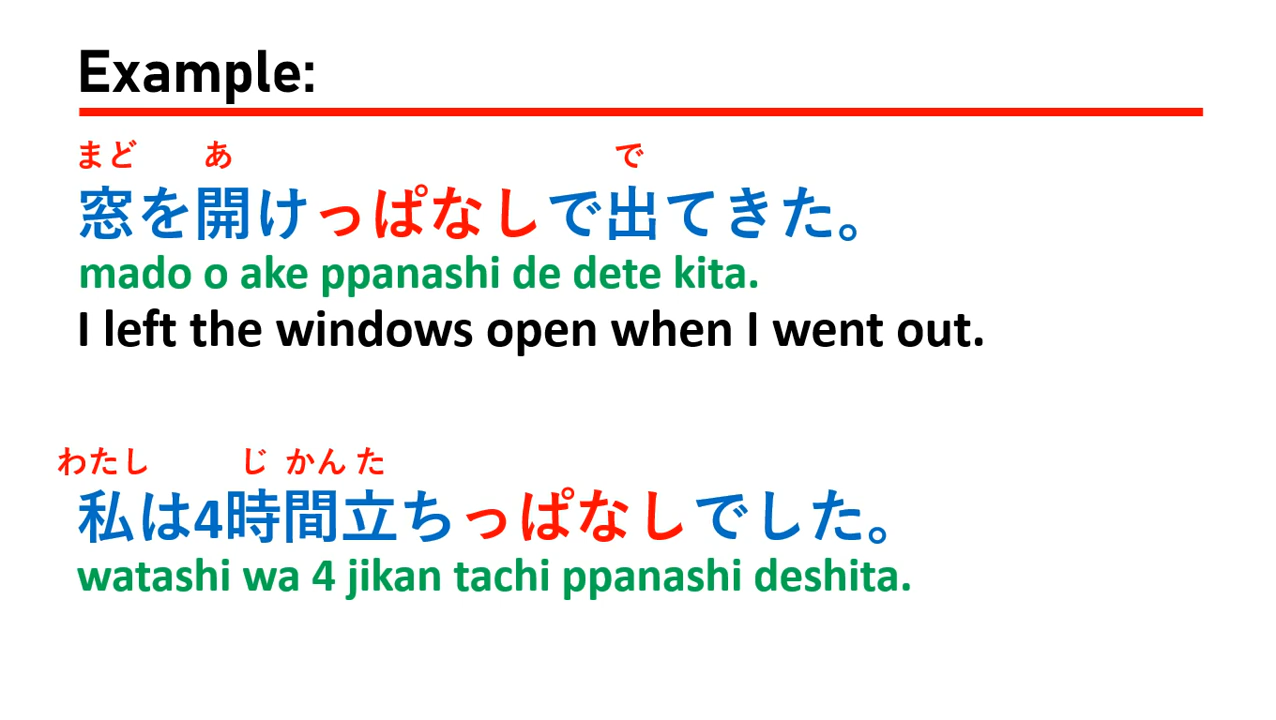 Example:
まど あ で
窓を開けっぱなしで出てきた。
mado o ake ppanashi de dete kita.
I left the windows open when I went out.
わたし じ かん た
私は4時間立ちっぱなしでした。
watashi wa 4 jikan tachi ppanashi deshita.